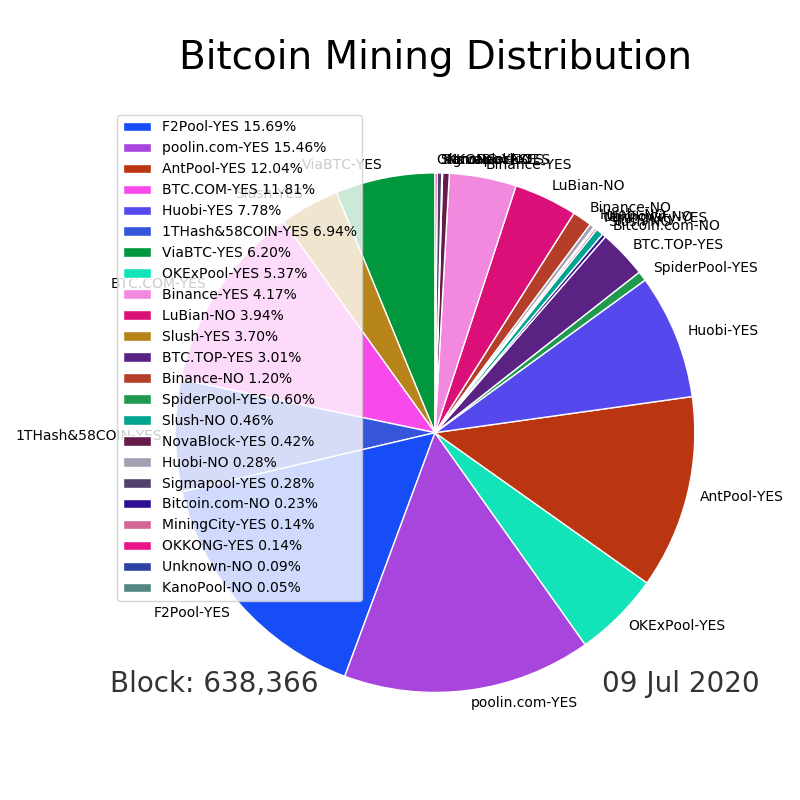 Bitcoin Mining Distribution
F2Pool-YES 15.69%
poolin.com-YES 15.46%
AntPool-YES 12.04%
BTC.COM-YES 11.81%
Huobi-YES 7.78%
1THash&58COIN-YES 6.94%
ViaBTC-YES 6.20%
OKExPool-YES 5.37%
Binance-YES 4.17%
LuBian-NO 3.94%
Slush-YES 3.70%
BTC.TOP-YES 3.01%
Binance-NO 1.20%
SpiderPool-YES 0.60%
Slush-NO 0.46%
NovaBlock-YES 0.42%
Huobi-NO 0.28%
Sigmapool-YES 0.28%
Bitcoin.com-NO 0.23%
MiningCity-YES 0.14%
OKKONG-YES 0.14%
Unknown-NO 0.09%
KanoPool-NO 0.05%
ViaBTC-YES
Slush-YES
BTC.COM-YES
1THash&58COIN-YES
F2Pool-YES
poolin.com-YES
OKExPool-YES
AntPool-YES
Huobi-YES
SpiderPool-YES
BTC.TOP-YES
Bitcoin.com-NO
Binance-NO
LuBian-NO
Binance-YES
Block: 638,366
09 Jul 2020